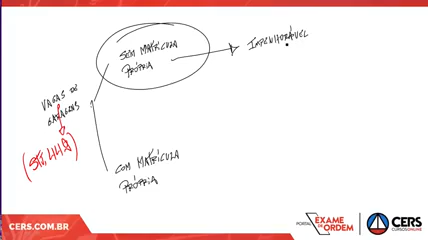 SEM MATRÍCULA
PRÓPRIA
IMPENHORÁVEL
VAGAS DE
GARAGENS
(STJ, 449)
COM MATRÍCULA
PRÓPRIA
CERS.COM.BR
PORTAL
EXAME
DE
ORDEM
CERS
CURSOS ONLINE